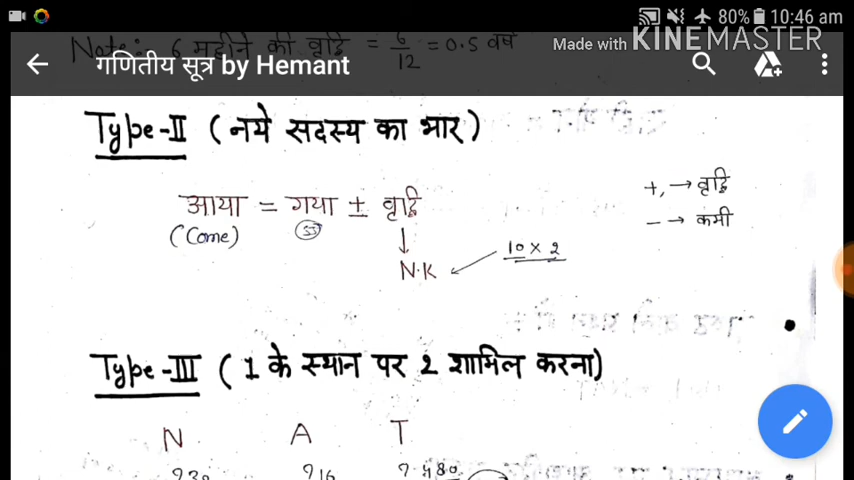 80% 10:46 am
Note:- 6 महीने की वृद्धि = 6/12 = 0.5 वर्ष
Made with KINEMASTER
गणितीय सूत्र by Hemant
Type-II (नये सदस्य का भार)
आया = गया ± वृद्धि
(Come) 55
+, → वृद्धि
- → कमी
10 × 2
N.K
Type-III (1 के स्थान पर 2 शामिल करना)
N A T